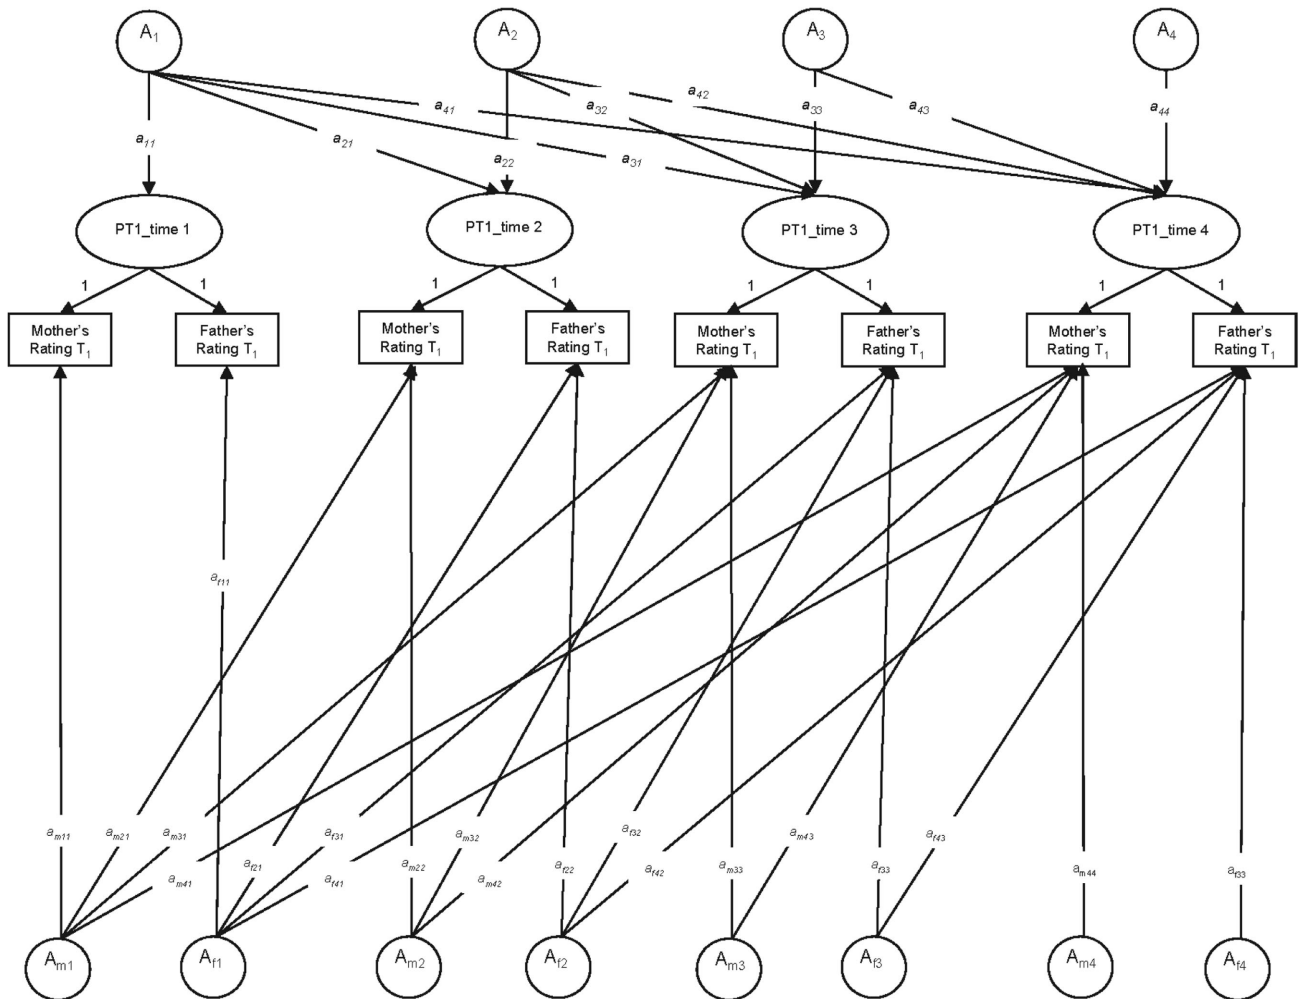 A1
A2
A3
A4
a41
a32
a42
a33
a43
a44
a11
a21
a22
a31
PT1_time 1
PT1_time 2
PT1_time 3
PT1_time 4
1
1
1
1
1
1
1
1
Mother's
Rating T1
Father's
Rating T1
Mother's
Rating T1
Father's
Rating T1
Mother's
Rating T1
Father's
Rating T1
Mother's
Rating T1
Father's
Rating T1
af11
am11
am21
am31
af31
am32
af32
am43
af43
am41
af21
af41
am22
am42
af22
af42
am33
af33
am44
af33
Am1
Af1
Am2
Af2
Am3
Af3
Am4
Af4